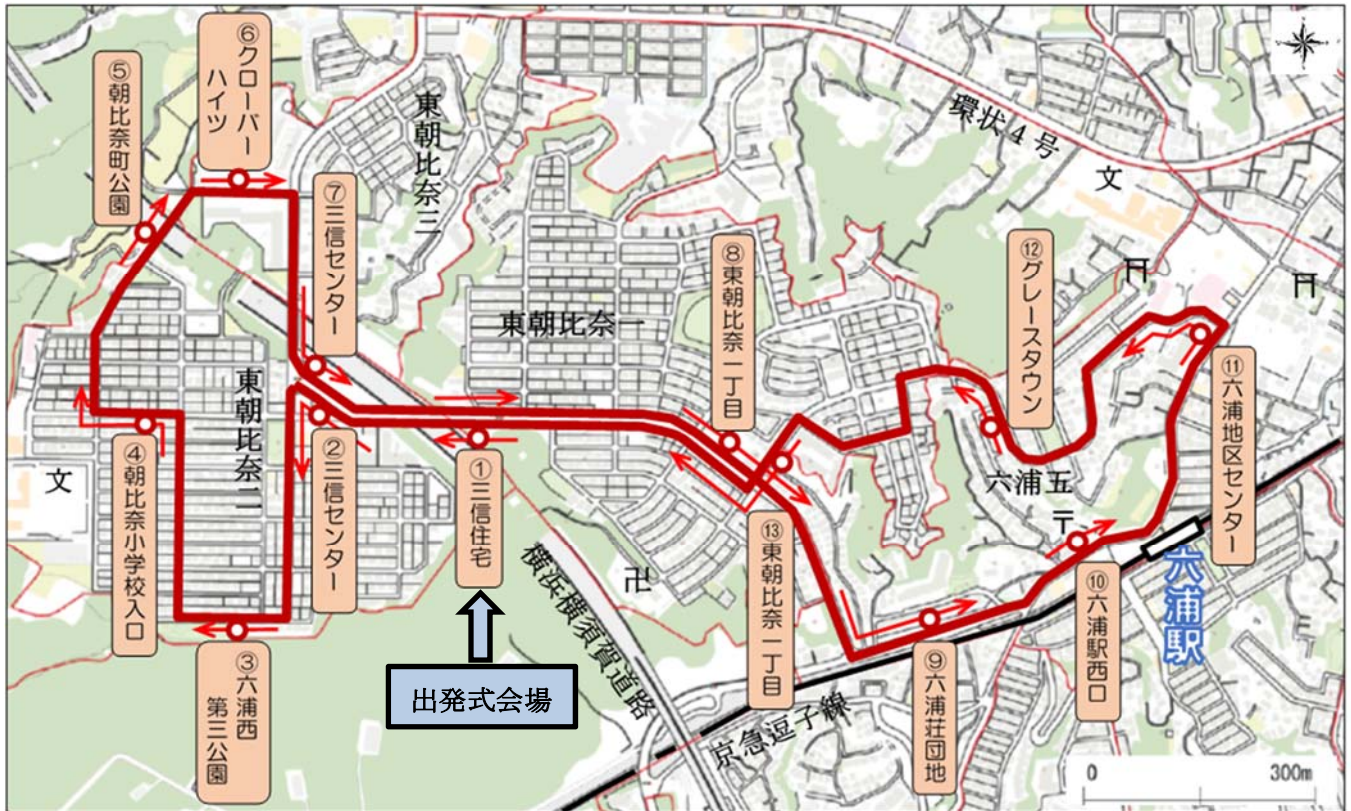 ⑥クローバー
ハイツ
⑤朝比奈町公園
⑦三信センター
東朝比奈三
環状4号
文
⑧東朝比奈一丁目
⑫グレースタウン
東朝比奈一
⑪六浦地区センター
東朝比奈二
④朝比奈小学校入口
文
②三信センター
①三信住宅
六浦五
〒
⑬東朝比奈一丁目
卍
⑩六浦駅西口
六浦駅
③六浦西
第三公園
出発式会場
横浜横須賀道路
京急逗子線
⑨六浦荘団地
0 300m